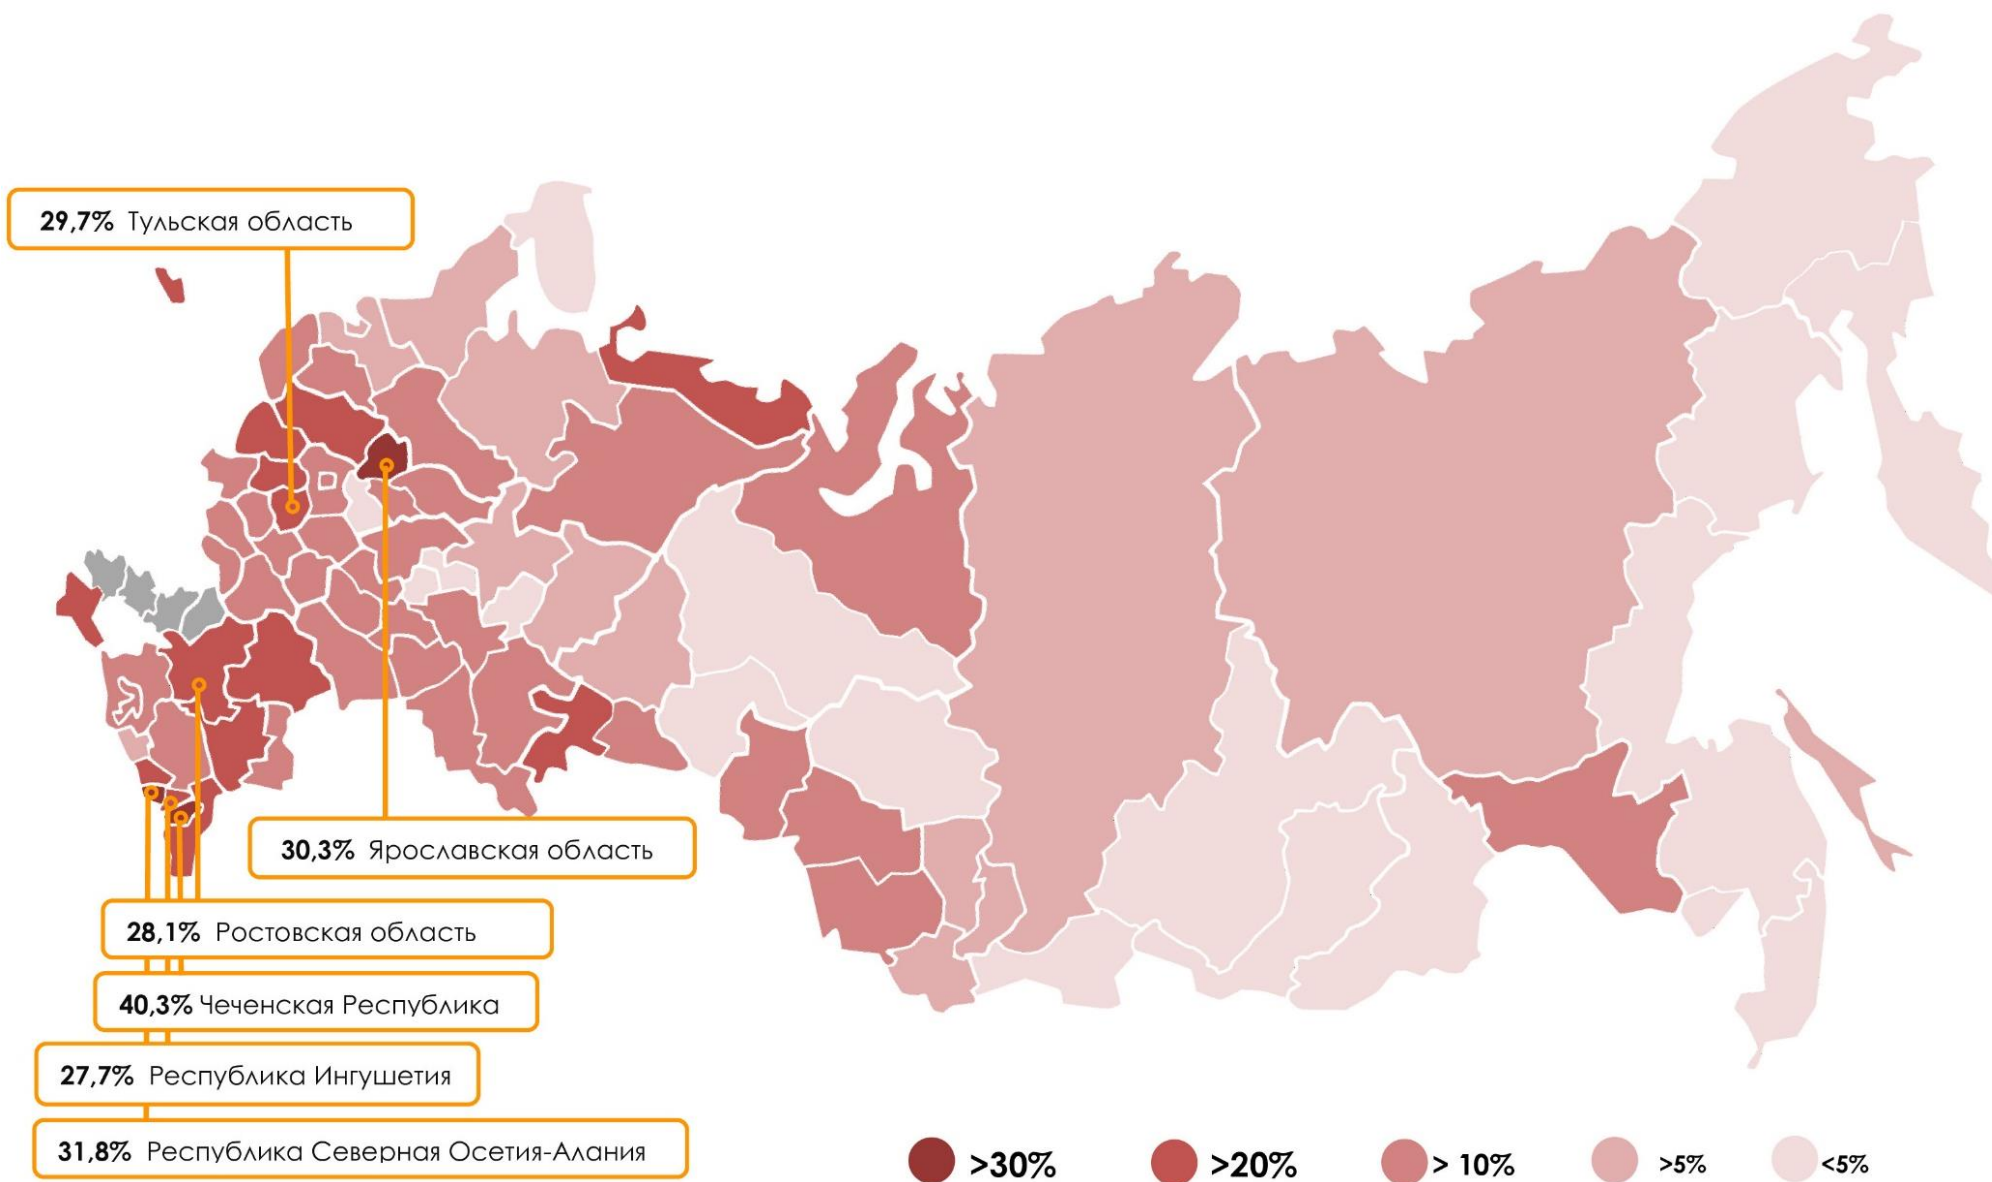 29,7% Тульская область
30,3% Ярославская область
28,1% Ростовская область
40,3% Чеченская Республика
27,7% Республика Ингушетия
31,8% Республика Северная Осетия-Алания
>30% >20% > 10% >5% <5%